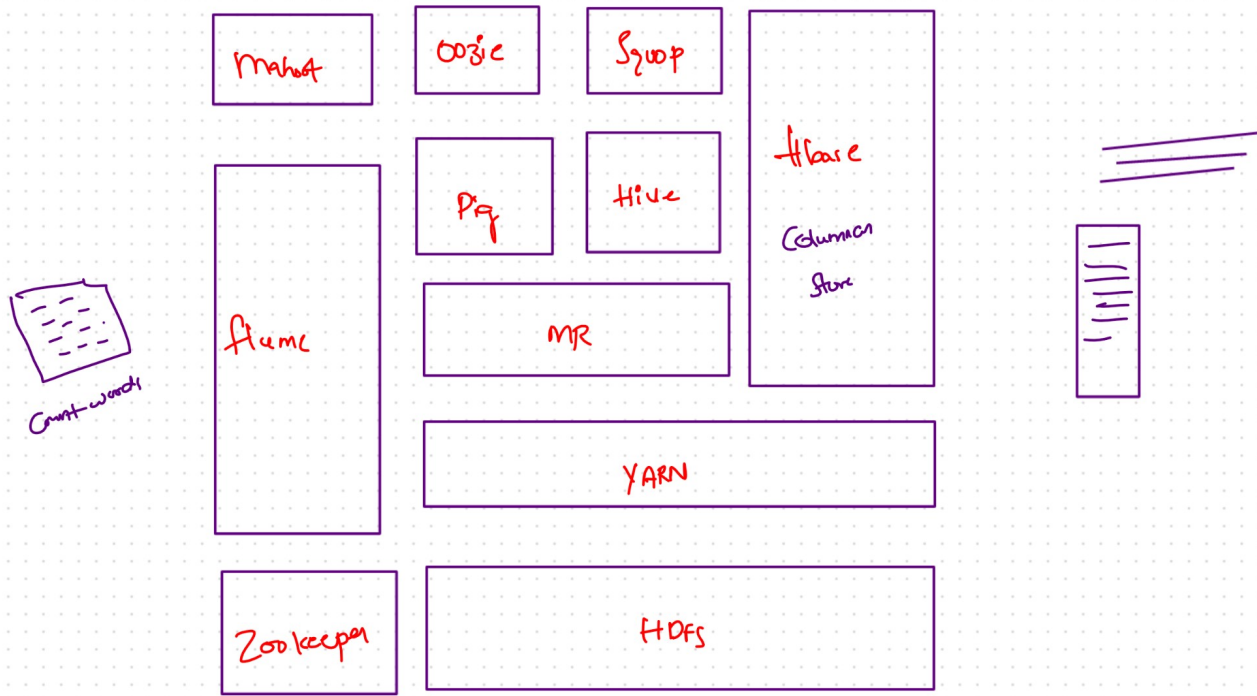 Mahout
Oozie
Sqoop
Hbase
Columnar
Store
Pig
Hive
flume
MR
Count-words
YARN
Zookeeper
HDFS